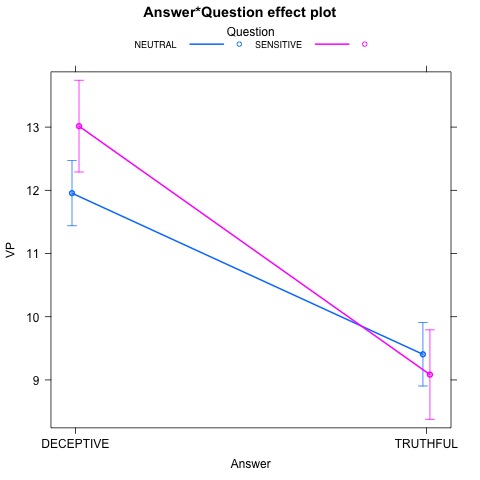 Answer*Question effect plot
Question
NEUTRAL SENSITIVE
13
12
11
10
9
VP
DECEPTIVE TRUTHFUL
Answer